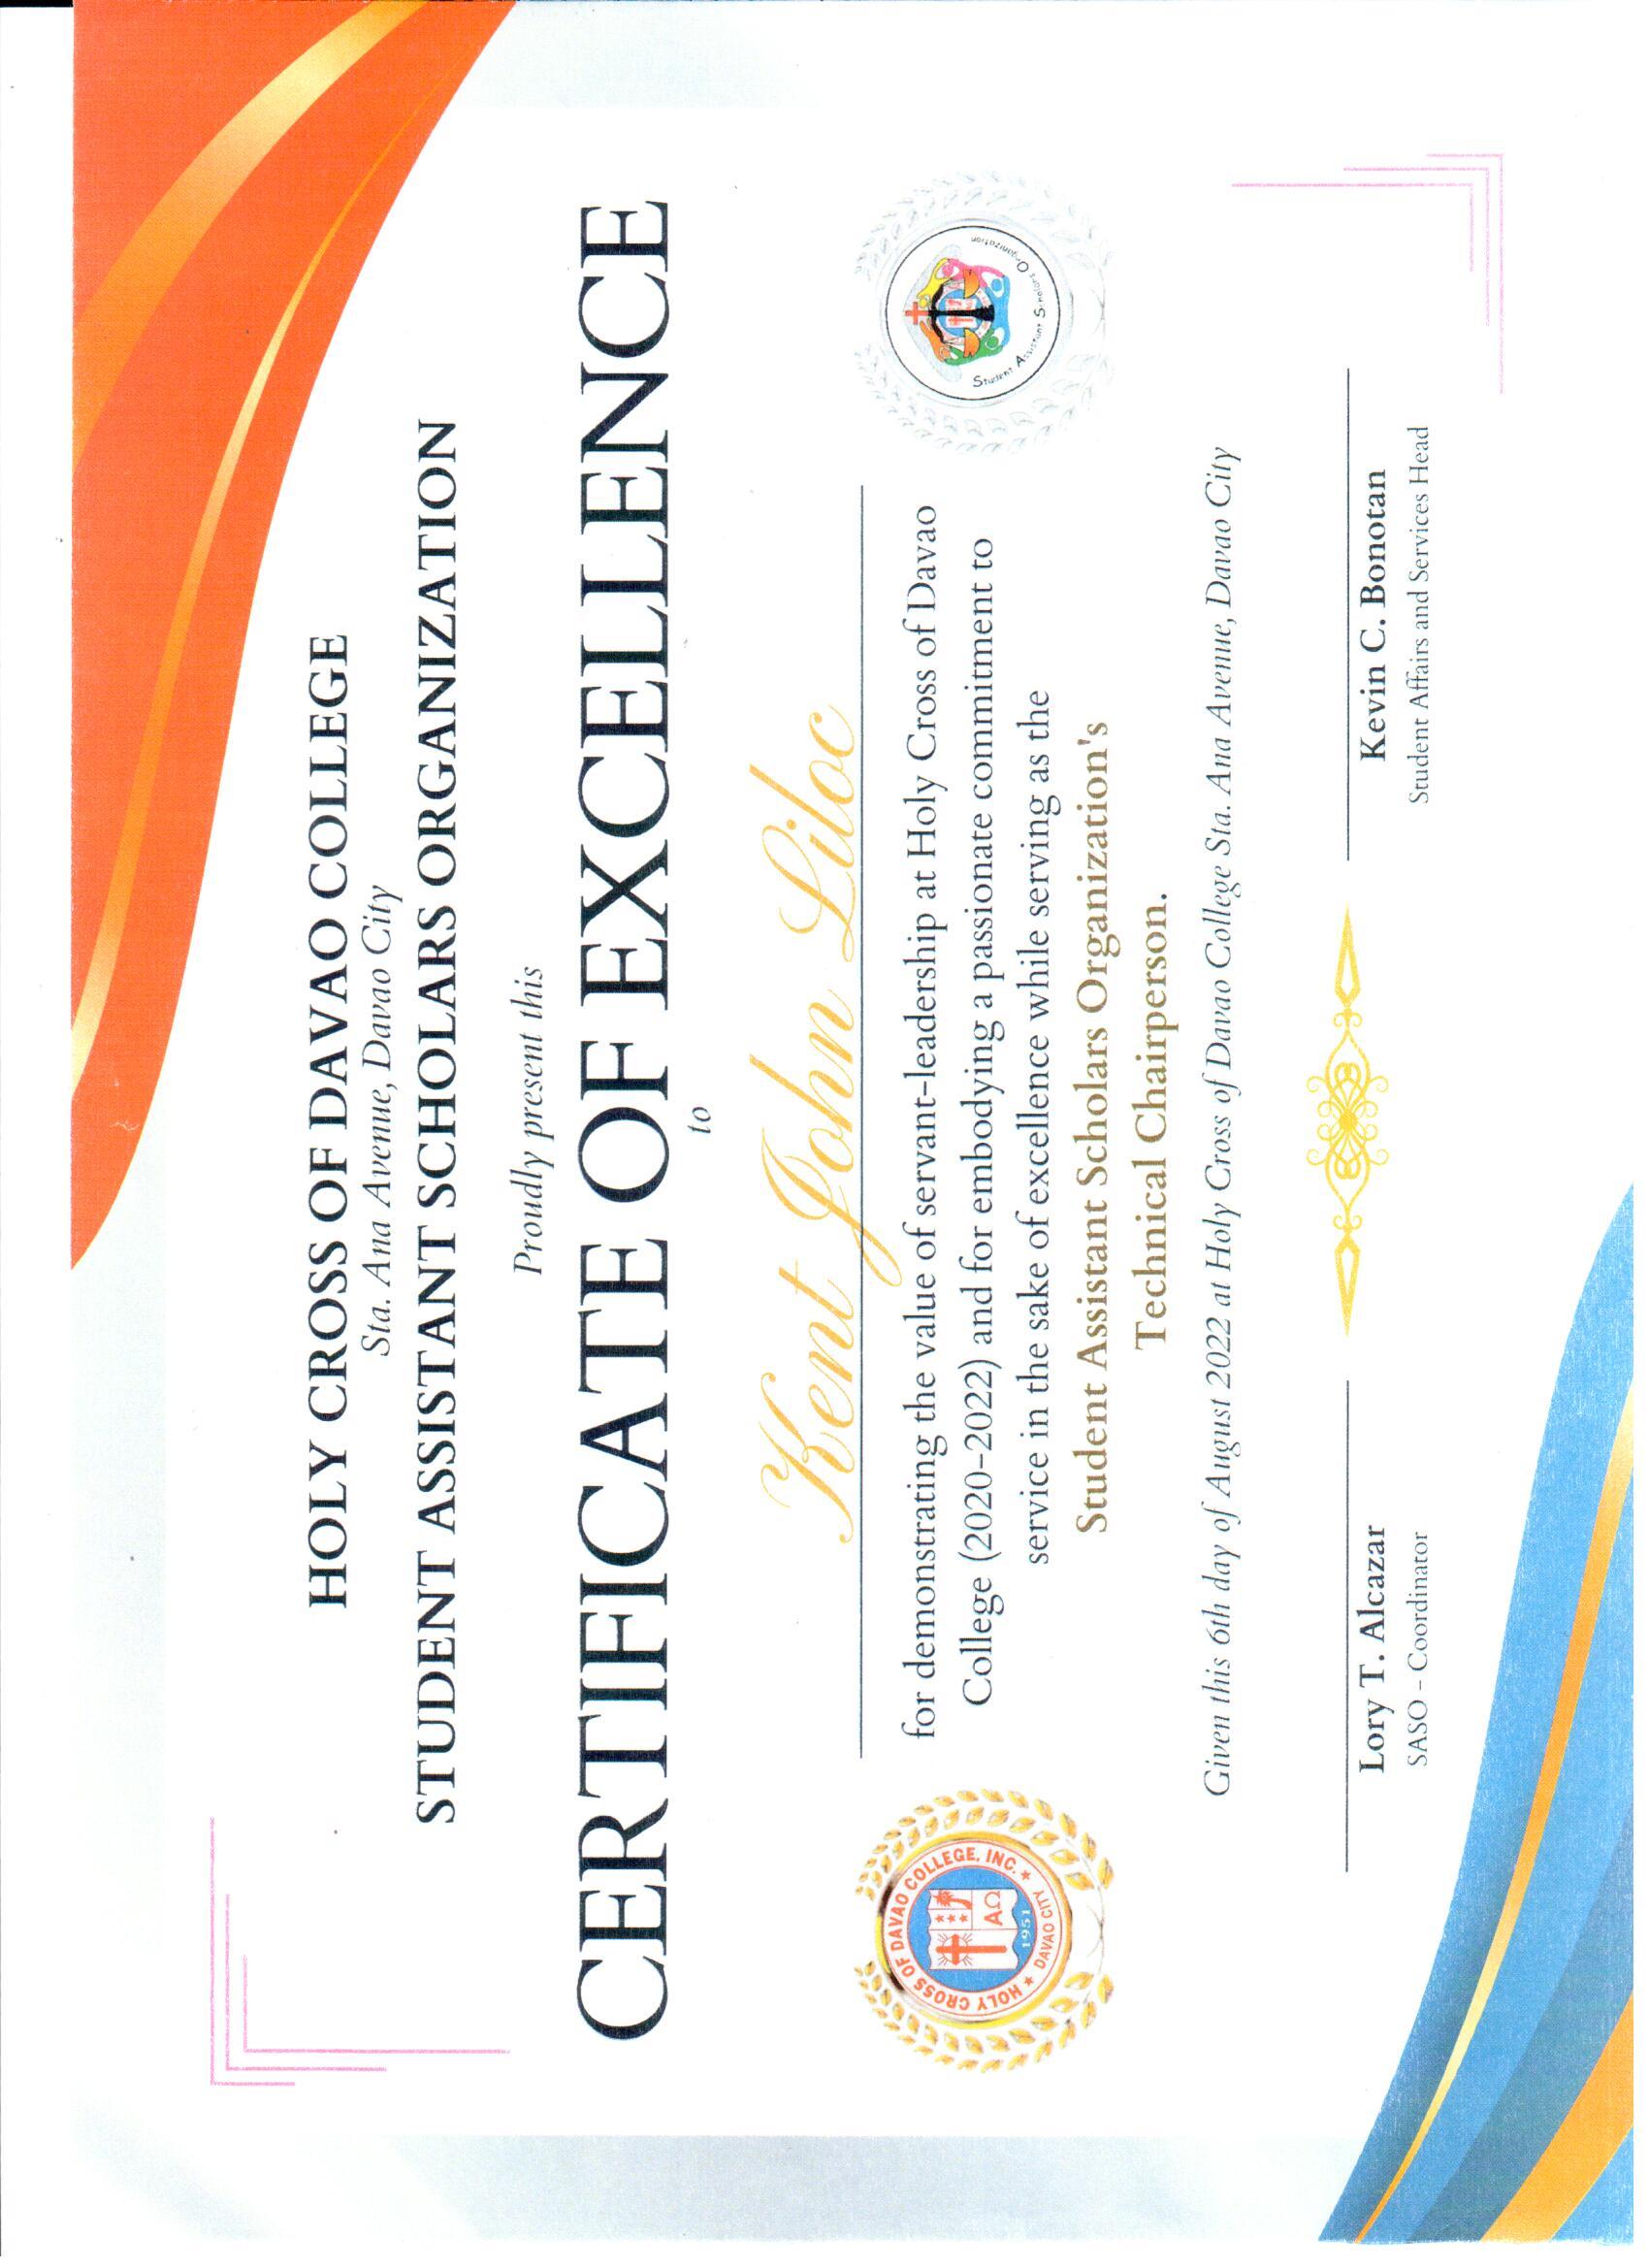 HOLY CROSS OF DAVAO COLLEGE
Sta. Ana Avenue, Davao City
STUDENT ASSISTANT SCHOLARS ORGANIZATION
Proudly present this
CERTIFICATE OF EXCELLENCE
to
Kent John Liloc
HOLY CROSS OF DAVAO COLLEGE, INC.
ΑΩ
1951
★ DAVAO CITY ★
for demonstrating the value of servant-leadership at Holy Cross of Davao
College (2020-2022) and for embodying a passionate commitment to
service in the sake of excellence while serving as the
Student Assistant Scholars Organization's
Technical Chairperson.
Student Assistant Scholars Organization
Given this 6th day of August 2022 at Holy Cross of Davao College Sta. Ana Avenue, Davao City
Lory T. Alcazar
SASO - Coordinator
Kevin C. Bonotan
Student Affairs and Services Head